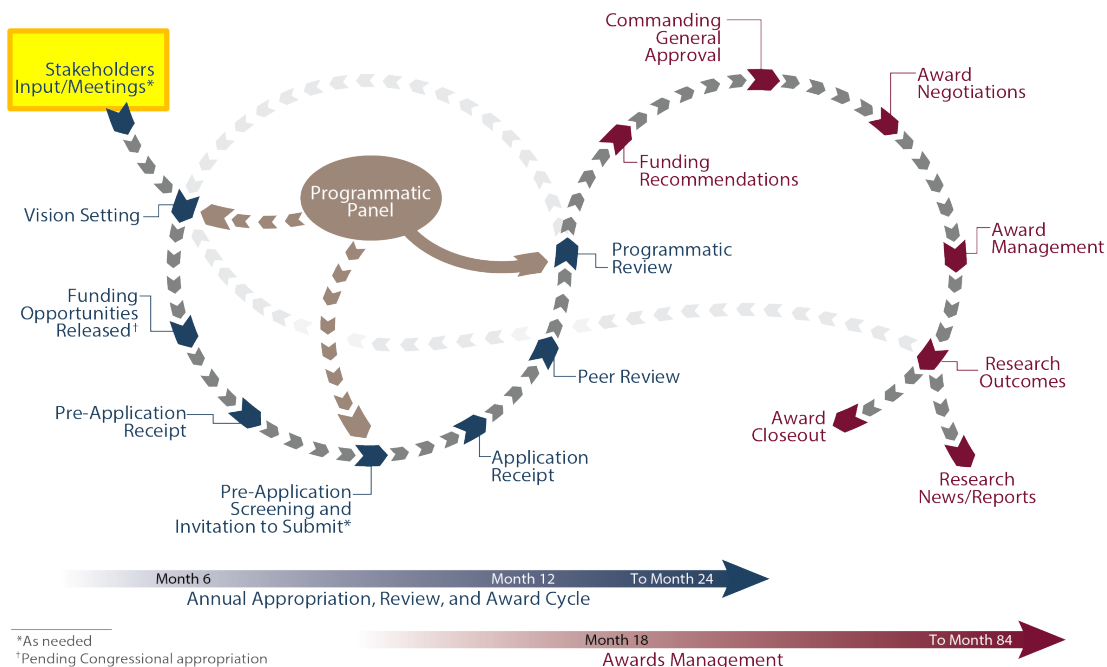 Stakeholders
Input/Meetings*
Vision Setting
Funding
Opportunities
Released†
Pre-Application
Receipt
Pre-Application
Screening and
Invitation to Submit*
Application
Receipt
Peer Review
Programmatic
Review
Programmatic
Panel
Funding
Recommendations
Commanding
General
Approval
Award
Negotiations
Award
Management
Research
Outcomes
Award
Closeout
Research
News/Reports
Month 6
Month 12
To Month 24
Annual Appropriation, Review, and Award Cycle
Month 18
To Month 84
Awards Management
*As needed
†Pending Congressional appropriation